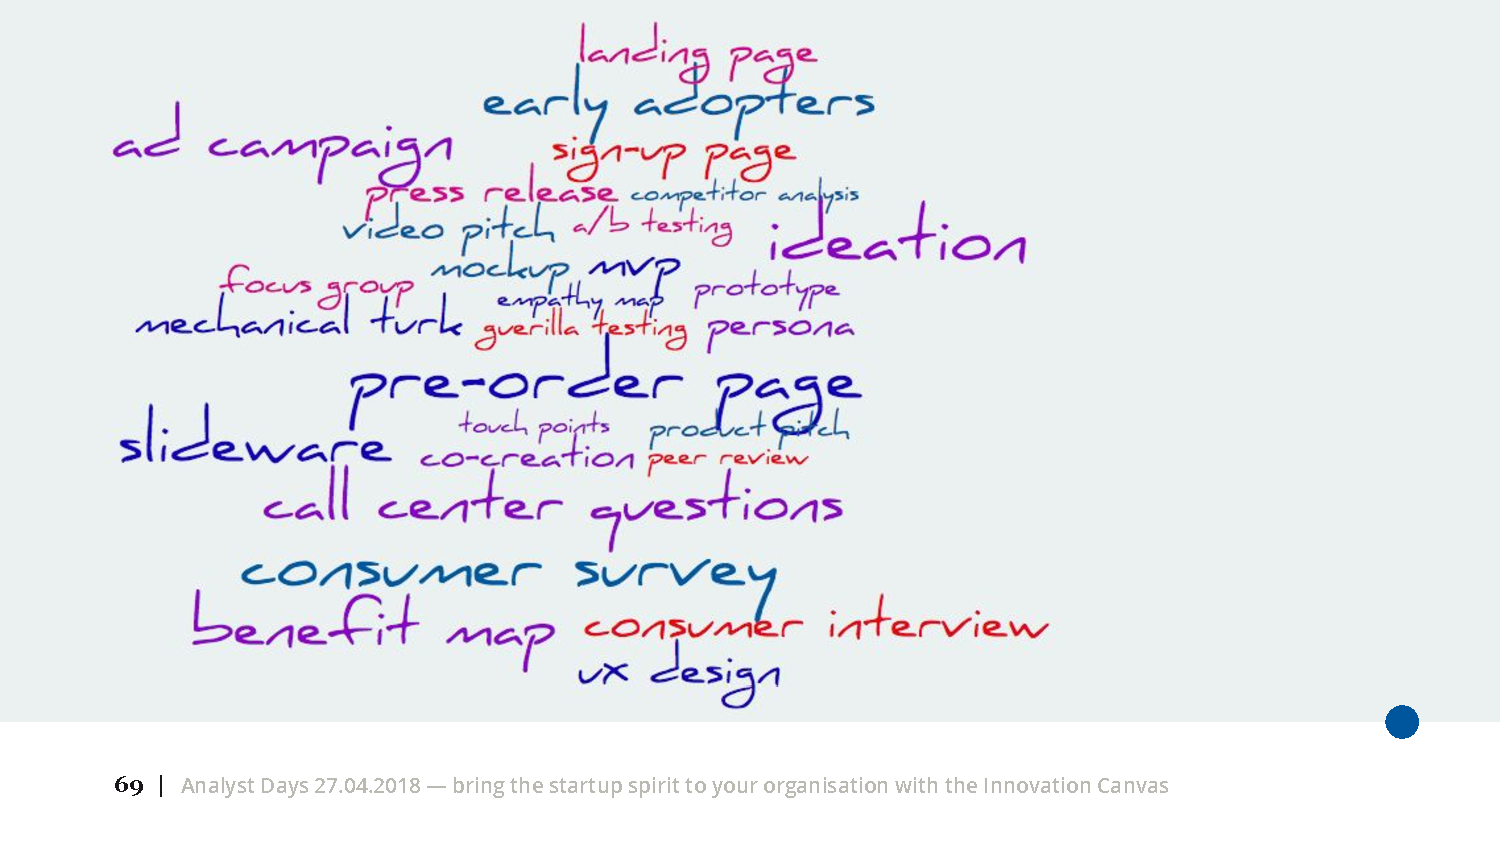 landing page
early adopters
ad campaign
sign-up page
press release competitor analysis
video pitch a/b testing
ideation
mockup mvp
focus group
empathy map prototype
mechanical turk guerilla testing persona
pre-order page
touch points product pitch
slideware
co-creation peer review
call center questions
consumer survey
benefit map consumer interview
ux design
69 | Analyst Days 27.04.2018 — bring the startup spirit to your organisation with the Innovation Canvas